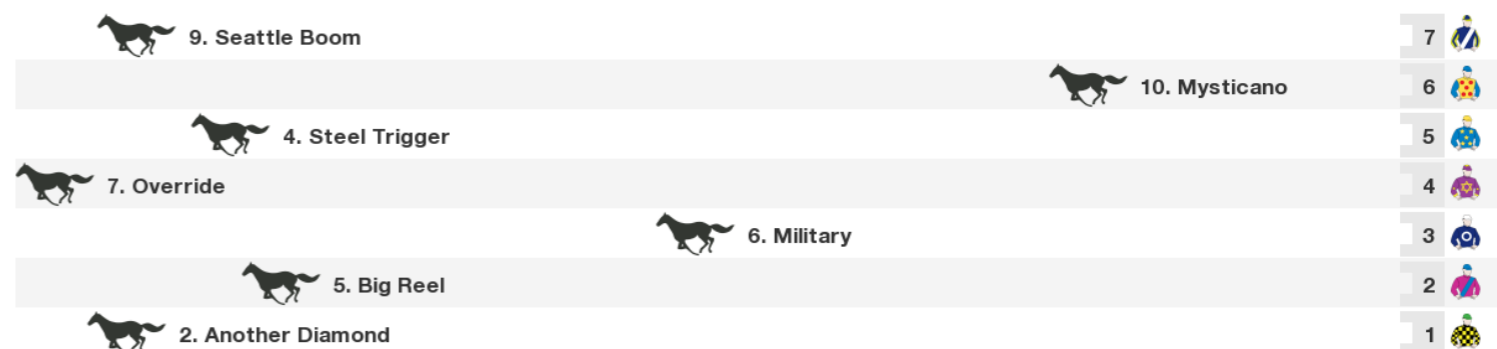 9. Seattle Boom 7
10. Mysticano 6
4. Steel Trigger 5
7. Override 4
6. Military 3
5. Big Reel 2
2. Another Diamond 1